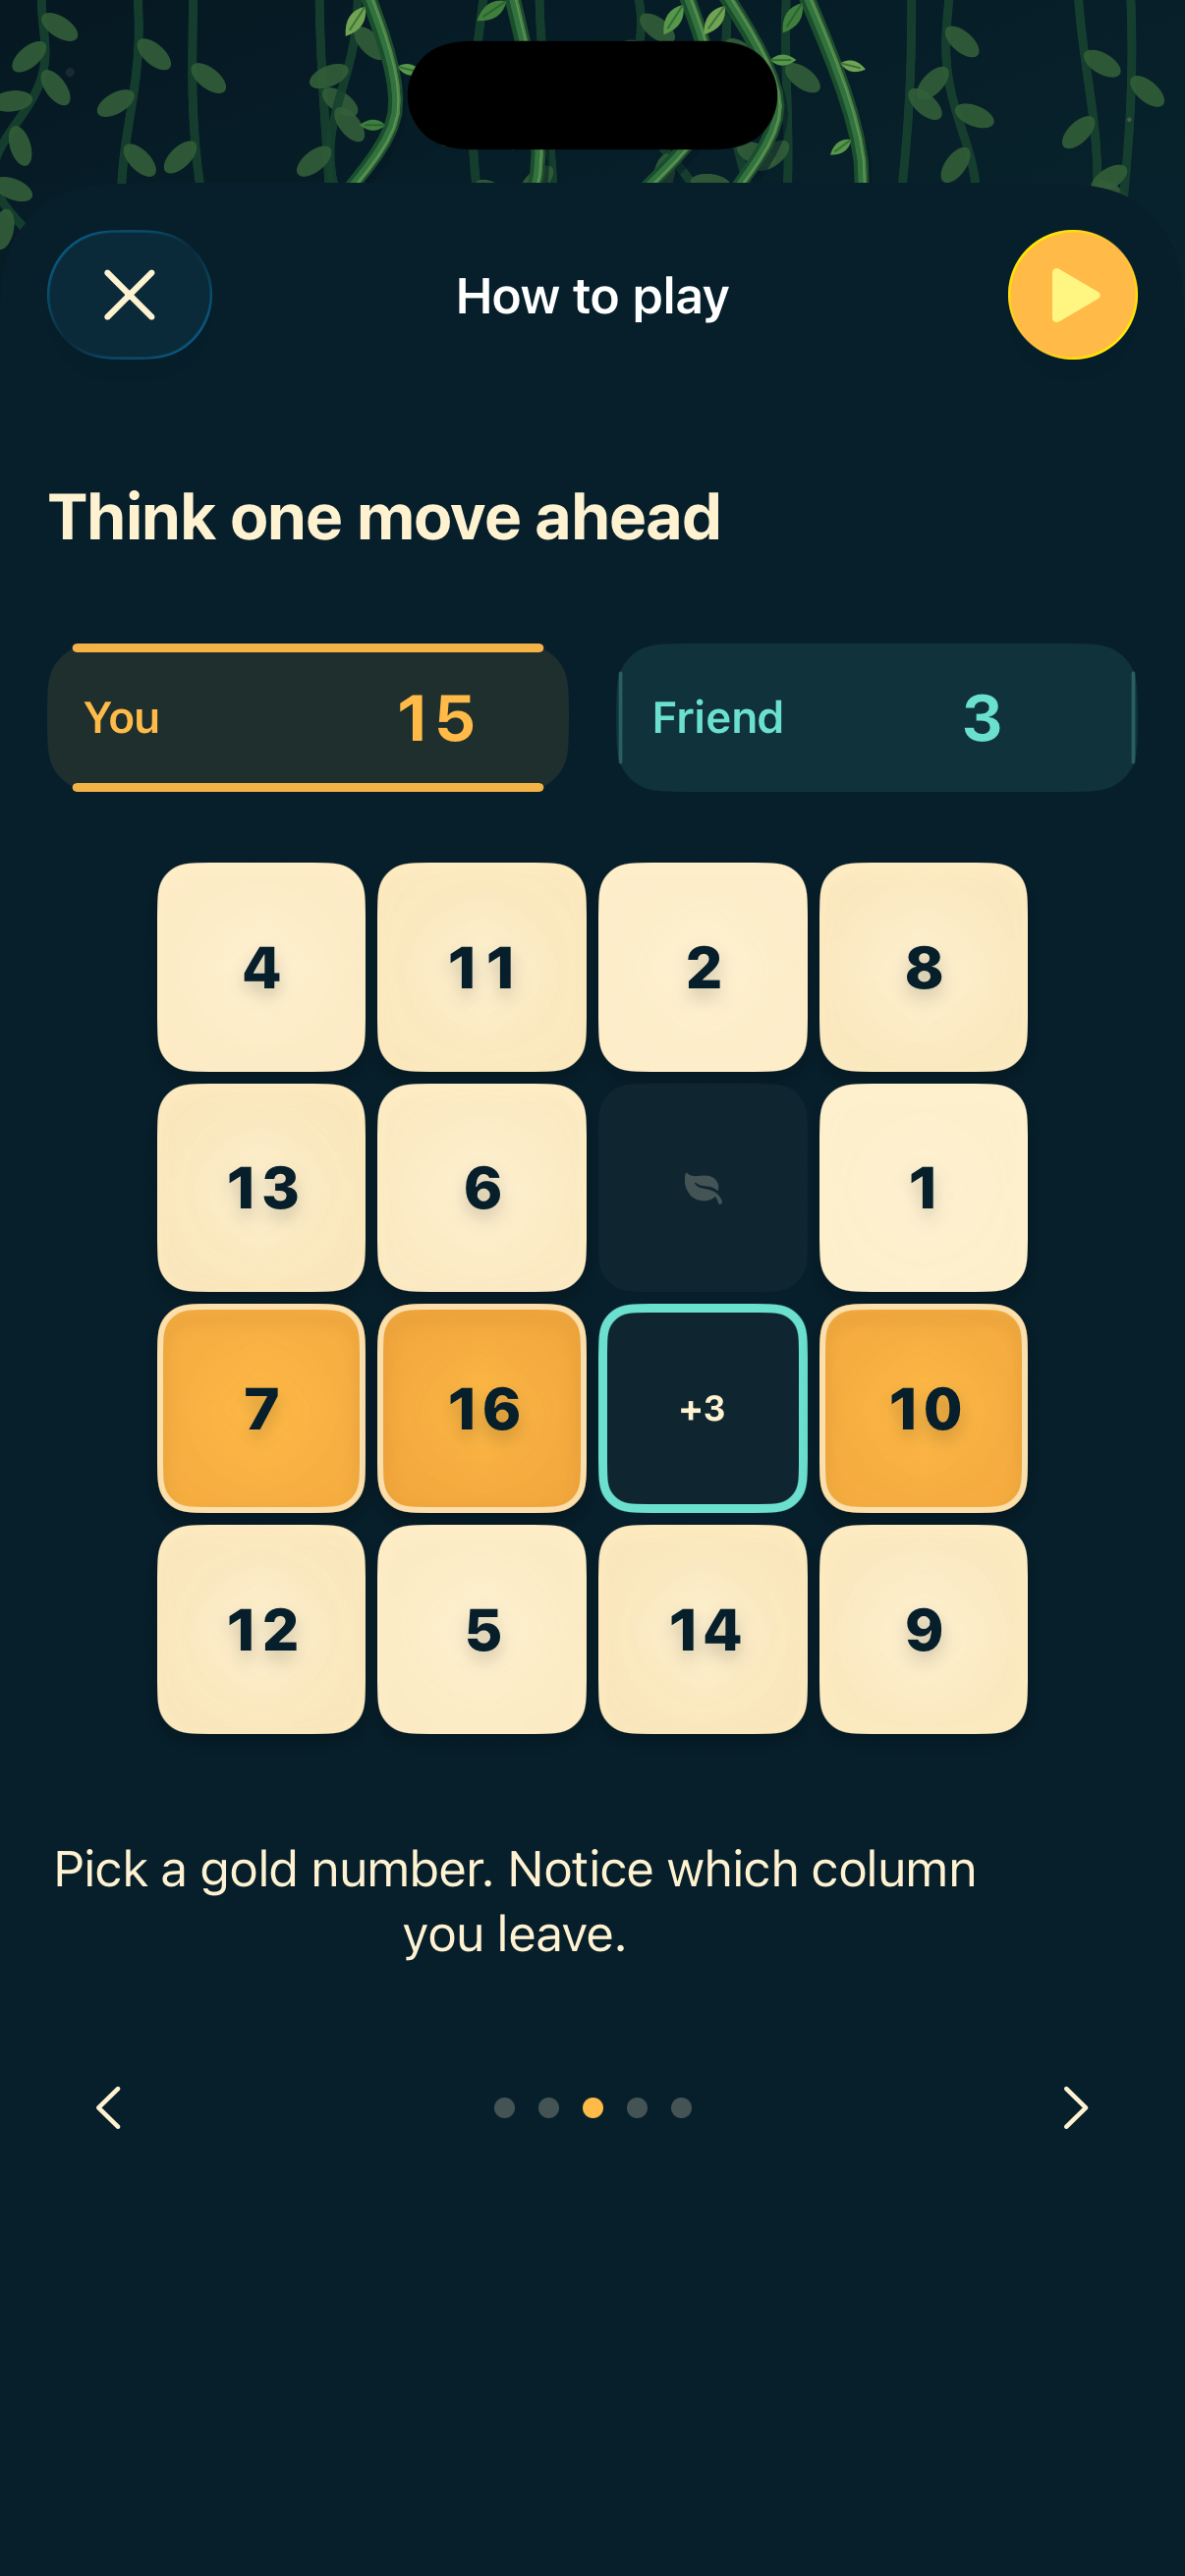 How to play
Think one move ahead
You 15 Friend 3
4 11 2 8
13 6 1
7 16 +3 10
12 5 14 9
Pick a gold number. Notice which column
you leave.